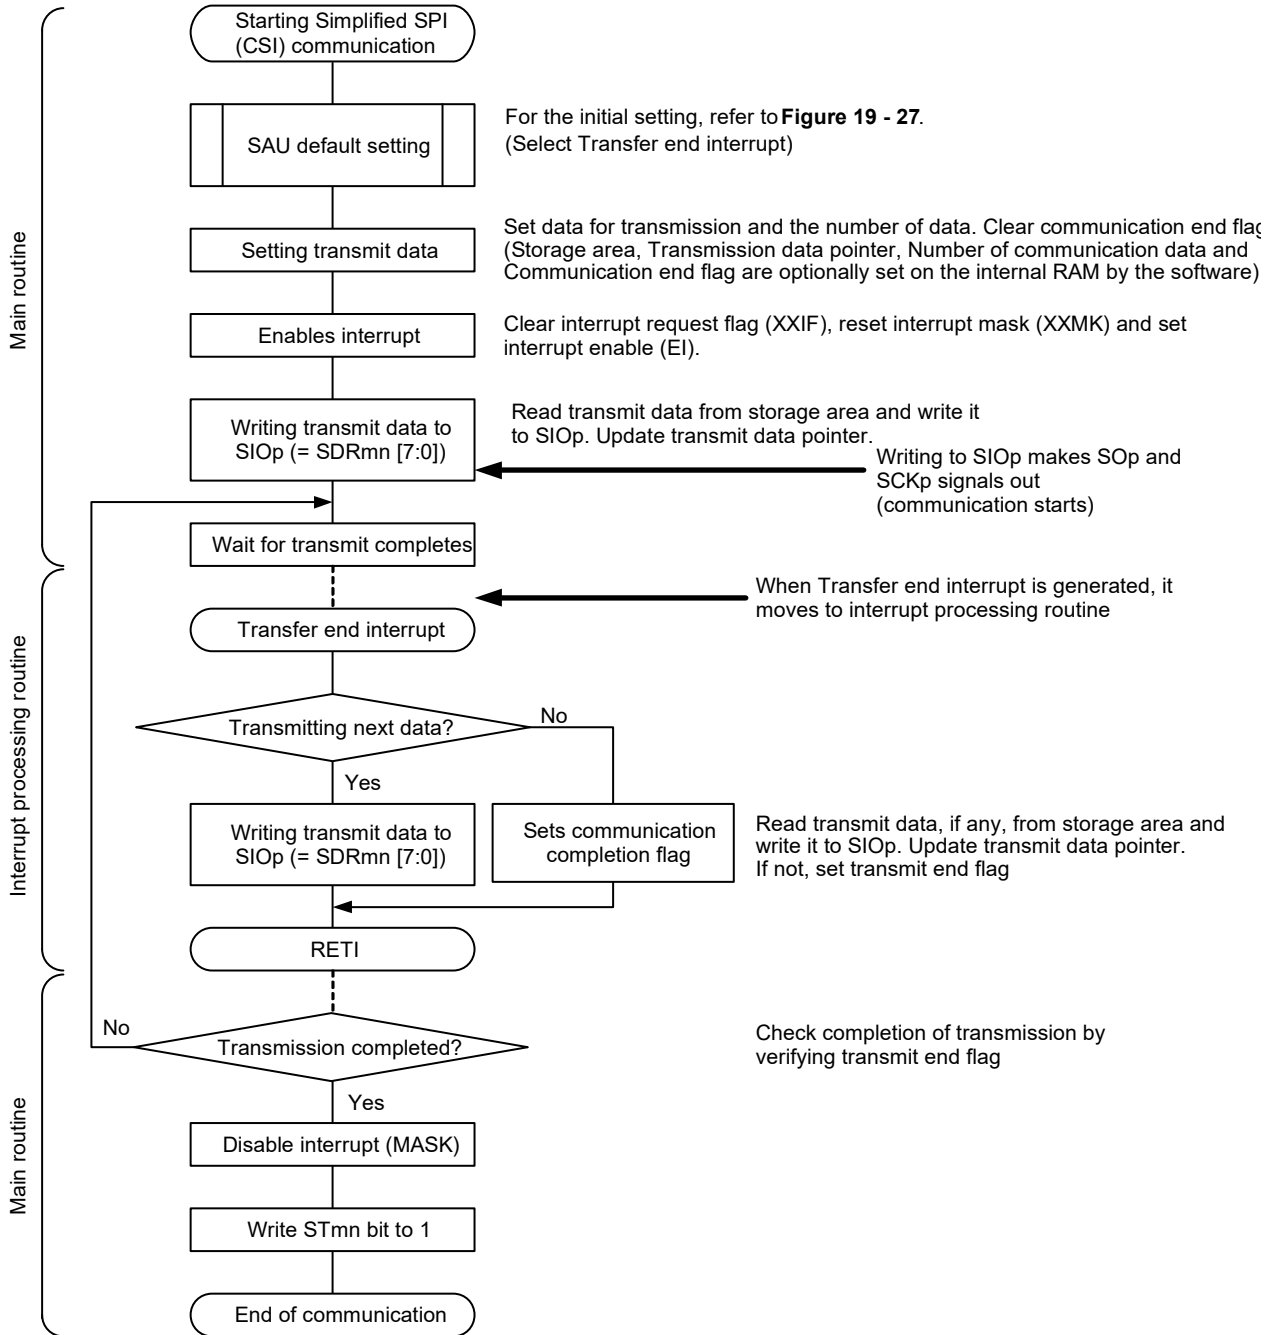 Starting Simplified SPI
(CSI) communication
SAU default setting
For the initial setting, refer to Figure 19 - 27.
(Select Transfer end interrupt)
Setting transmit data
Set data for transmission and the number of data. Clear communication end flag
(Storage area, Transmission data pointer, Number of communication data and
Communication end flag are optionally set on the internal RAM by the software)
Main routine
Enables interrupt
Clear interrupt request flag (XXIF), reset interrupt mask (XXMK) and set
interrupt enable (EI).
Writing transmit data to
SIOp (= SDRmn [7:0])
Read transmit data from storage area and write it
to SIOp. Update transmit data pointer.
Writing to SIOp makes SOp and
SCKp signals out
(communication starts)
Wait for transmit completes
When Transfer end interrupt is generated, it
moves to interrupt processing routine
Transfer end interrupt
Interrupt processing routine
Transmitting next data?
No
Yes
Writing transmit data to
SIOp (= SDRmn [7:0])
Sets communication
completion flag
Read transmit data, if any, from storage area and
write it to SIOp. Update transmit data pointer.
If not, set transmit end flag
RETI
No
Transmission completed?
Check completion of transmission by
verifying transmit end flag
Yes
Main routine
Disable interrupt (MASK)
Write STmn bit to 1
End of communication